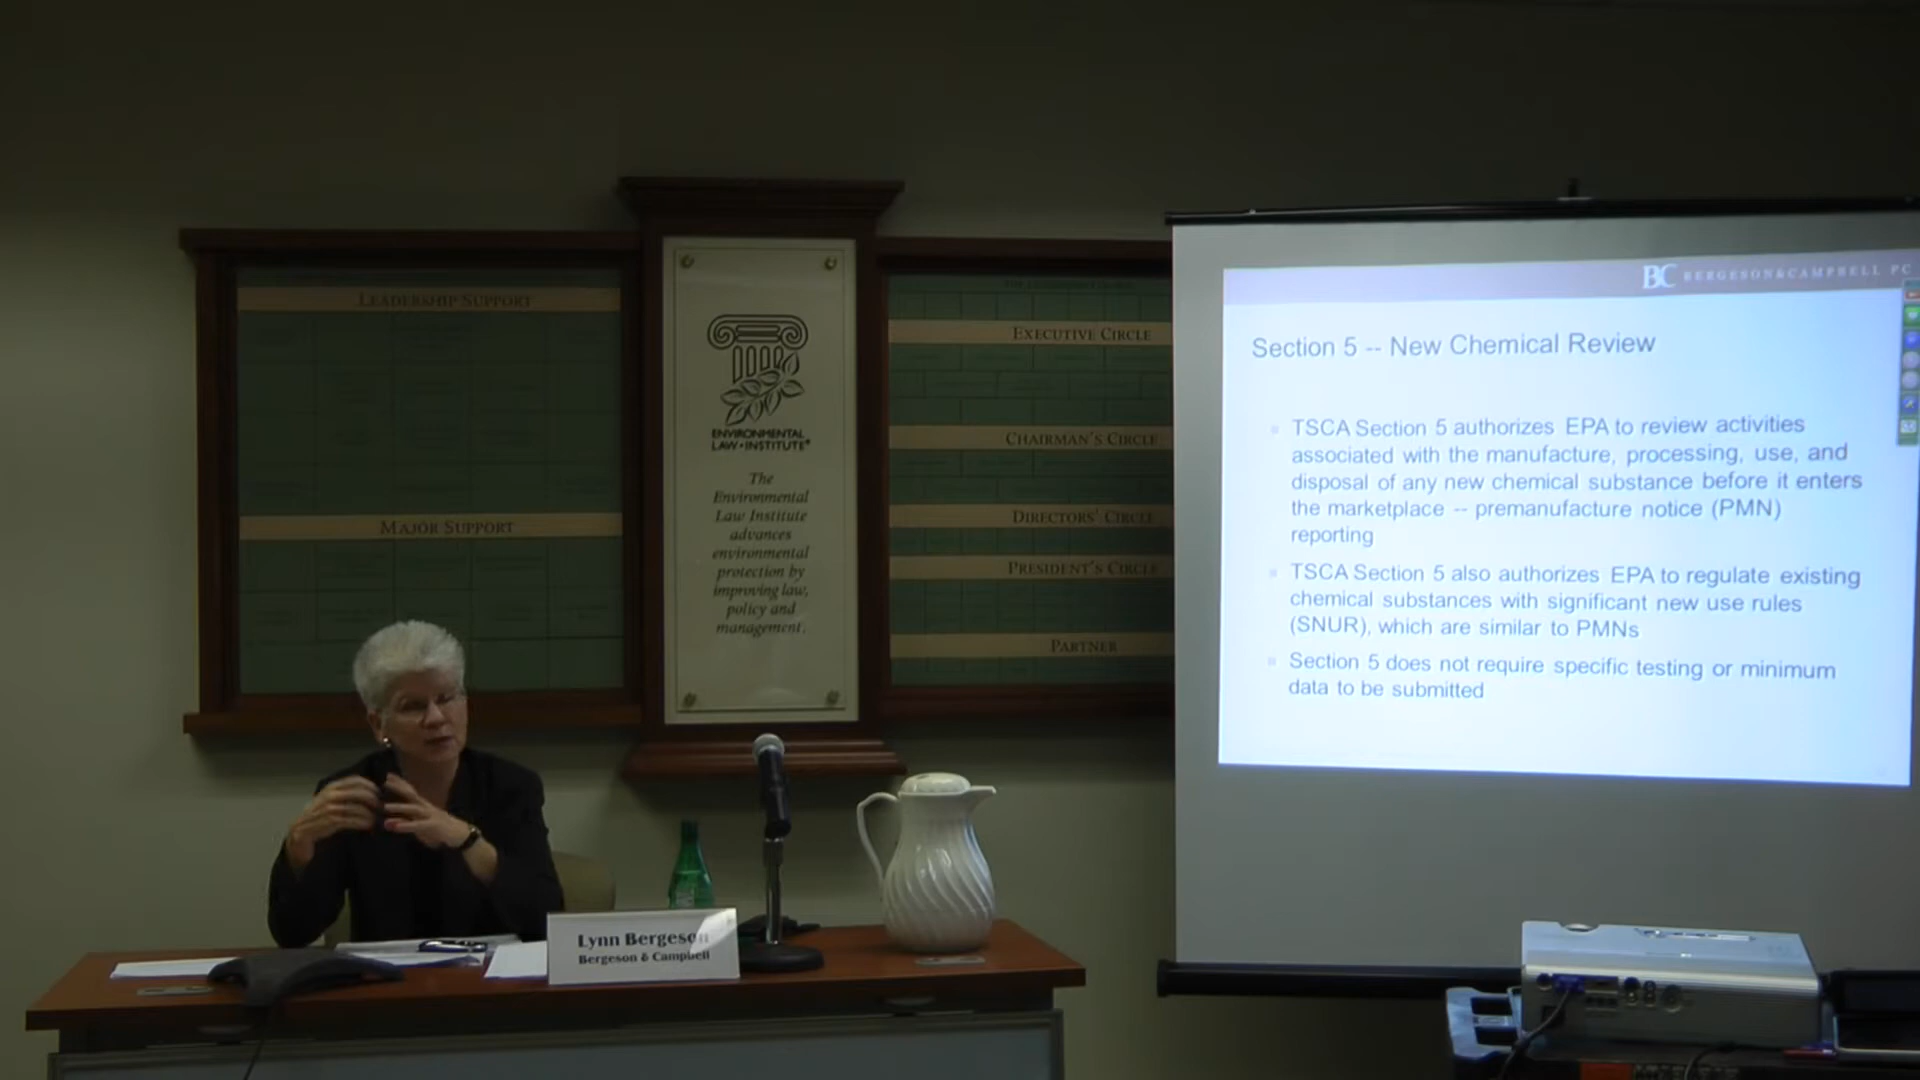 LEADERSHIP SUPPORT
MAJOR SUPPORT
ENVIRONMENTAL
LAW•INSTITUTE®
The
Environmental
Law Institute
advances
environmental
protection by
improving law,
policy and
management.
EXECUTIVE CIRCLE
CHAIRMAN'S CIRCLE
DIRECTORS' CIRCLE
PRESIDENT'S CIRCLE
PARTNER
BC BERGESON&CAMPBELL PC
Section 5 -- New Chemical Review
TSCA Section 5 authorizes EPA to review activities
associated with the manufacture, processing, use, and
disposal of any new chemical substance before it enters
the marketplace -- premanufacture notice (PMN)
reporting
TSCA Section 5 also authorizes EPA to regulate existing
chemical substances with significant new use rules
(SNUR), which are similar to PMNs
Section 5 does not require specific testing or minimum
data to be submitted
Lynn Bergeson
Bergeson & Campbell